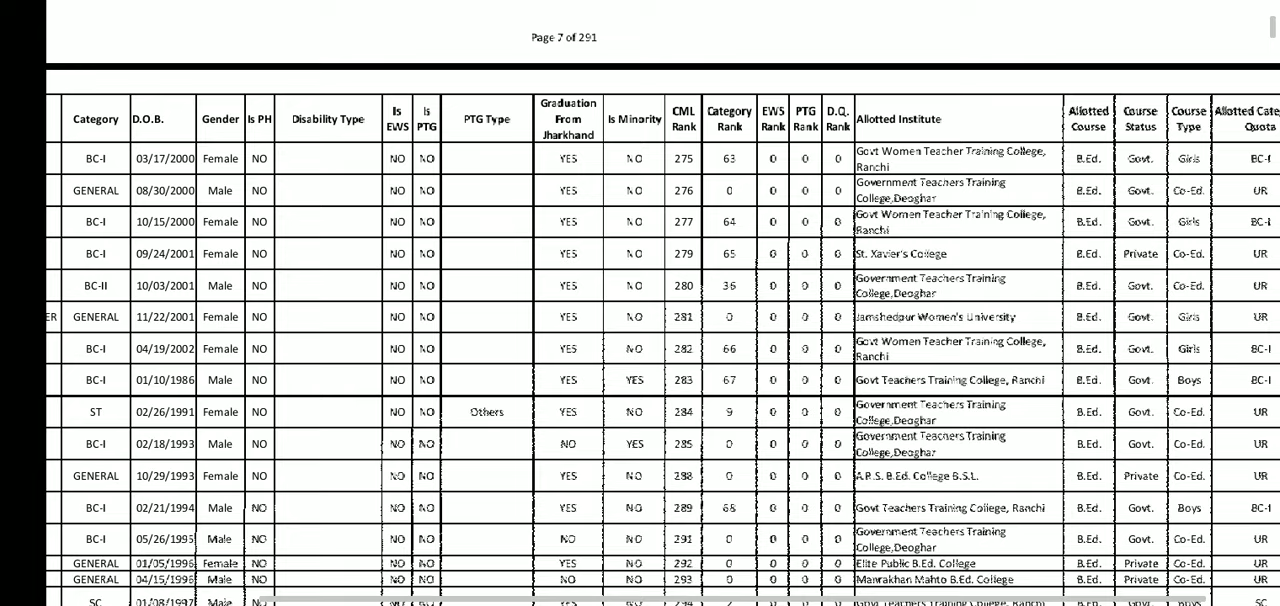 Page 7 of 291
Category D.O.B. Gender Is PH Disability Type Is EWS Is PTG PTG Type Graduation From Jharkhand Is Minority CML Rank Category Rank EWS Rank PTG Rank D.Q. Rank Allotted Institute Allotted Course Course Status Course Type Allotted Cate Quota
BC-I 03/17/2000 Female NO NO NO YES NO 275 63 0 0 0 Govt Women Teacher Training College, Ranchi B.Ed. Govt. Girls BC-I
GENERAL 08/30/2000 Male NO NO NO YES NO 276 0 0 0 0 Government Teachers Training College,Deoghar B.Ed. Govt. Co-Ed. UR
BC-I 10/15/2000 Female NO NO NO YES NO 277 64 0 0 0 Govt Women Teacher Training College, Ranchi B.Ed. Govt. Girls BC-I
BC-I 09/24/2001 Female NO NO NO YES NO 279 65 0 0 0 St. Xavier's College B.Ed. Private Co-Ed. UR
BC-II 10/03/2001 Male NO NO NO YES NO 280 36 0 0 0 Government Teachers Training College,Deoghar B.Ed. Govt. Co-Ed. UR
ER GENERAL 11/22/2001 Female NO NO NO YES NO 281 0 0 0 0 Jamshedpur Women's University B.Ed. Govt. Girls UR
BC-I 04/19/2002 Female NO NO NO YES NO 282 66 0 0 0 Govt Women Teacher Training College, Ranchi B.Ed. Govt. Girls BC-I
BC-I 01/10/1986 Male NO NO NO YES YES 283 67 0 0 0 Govt Teachers Training College, Ranchi B.Ed. Govt. Boys BC-I
ST 02/26/1991 Female NO NO NO Others YES NO 284 9 0 0 0 Government Teachers Training College,Deoghar B.Ed. Govt. Co-Ed. UR
BC-I 02/18/1993 Male NO NO NO NO YES 285 0 0 0 0 Government Teachers Training College,Deoghar B.Ed. Govt. Co-Ed. UR
GENERAL 10/29/1993 Female NO NO NO YES NO 288 0 0 0 0 A.P.S. B.Ed. College B.S.L. B.Ed. Private Co-Ed. UR
BC-I 02/21/1994 Male NO NO NO YES NO 289 68 0 0 0 Govt Teachers Training College, Ranchi B.Ed. Govt. Boys BC-I
BC-I 05/26/1995 Male NO NO NO NO NO 291 0 0 0 0 Government Teachers Training College,Deoghar B.Ed. Govt. Co-Ed. UR
GENERAL 01/05/1996 Female NO NO NO YES NO 292 0 0 0 0 Elite Public B.Ed. College B.Ed. Private Co-Ed. UR
GENERAL 04/15/1996 Male NO NO NO NO NO 293 0 0 0 0 Manrakhan Mahto B.Ed. College B.Ed. Private Co-Ed. UR
SC 01/08/1997 Male NO